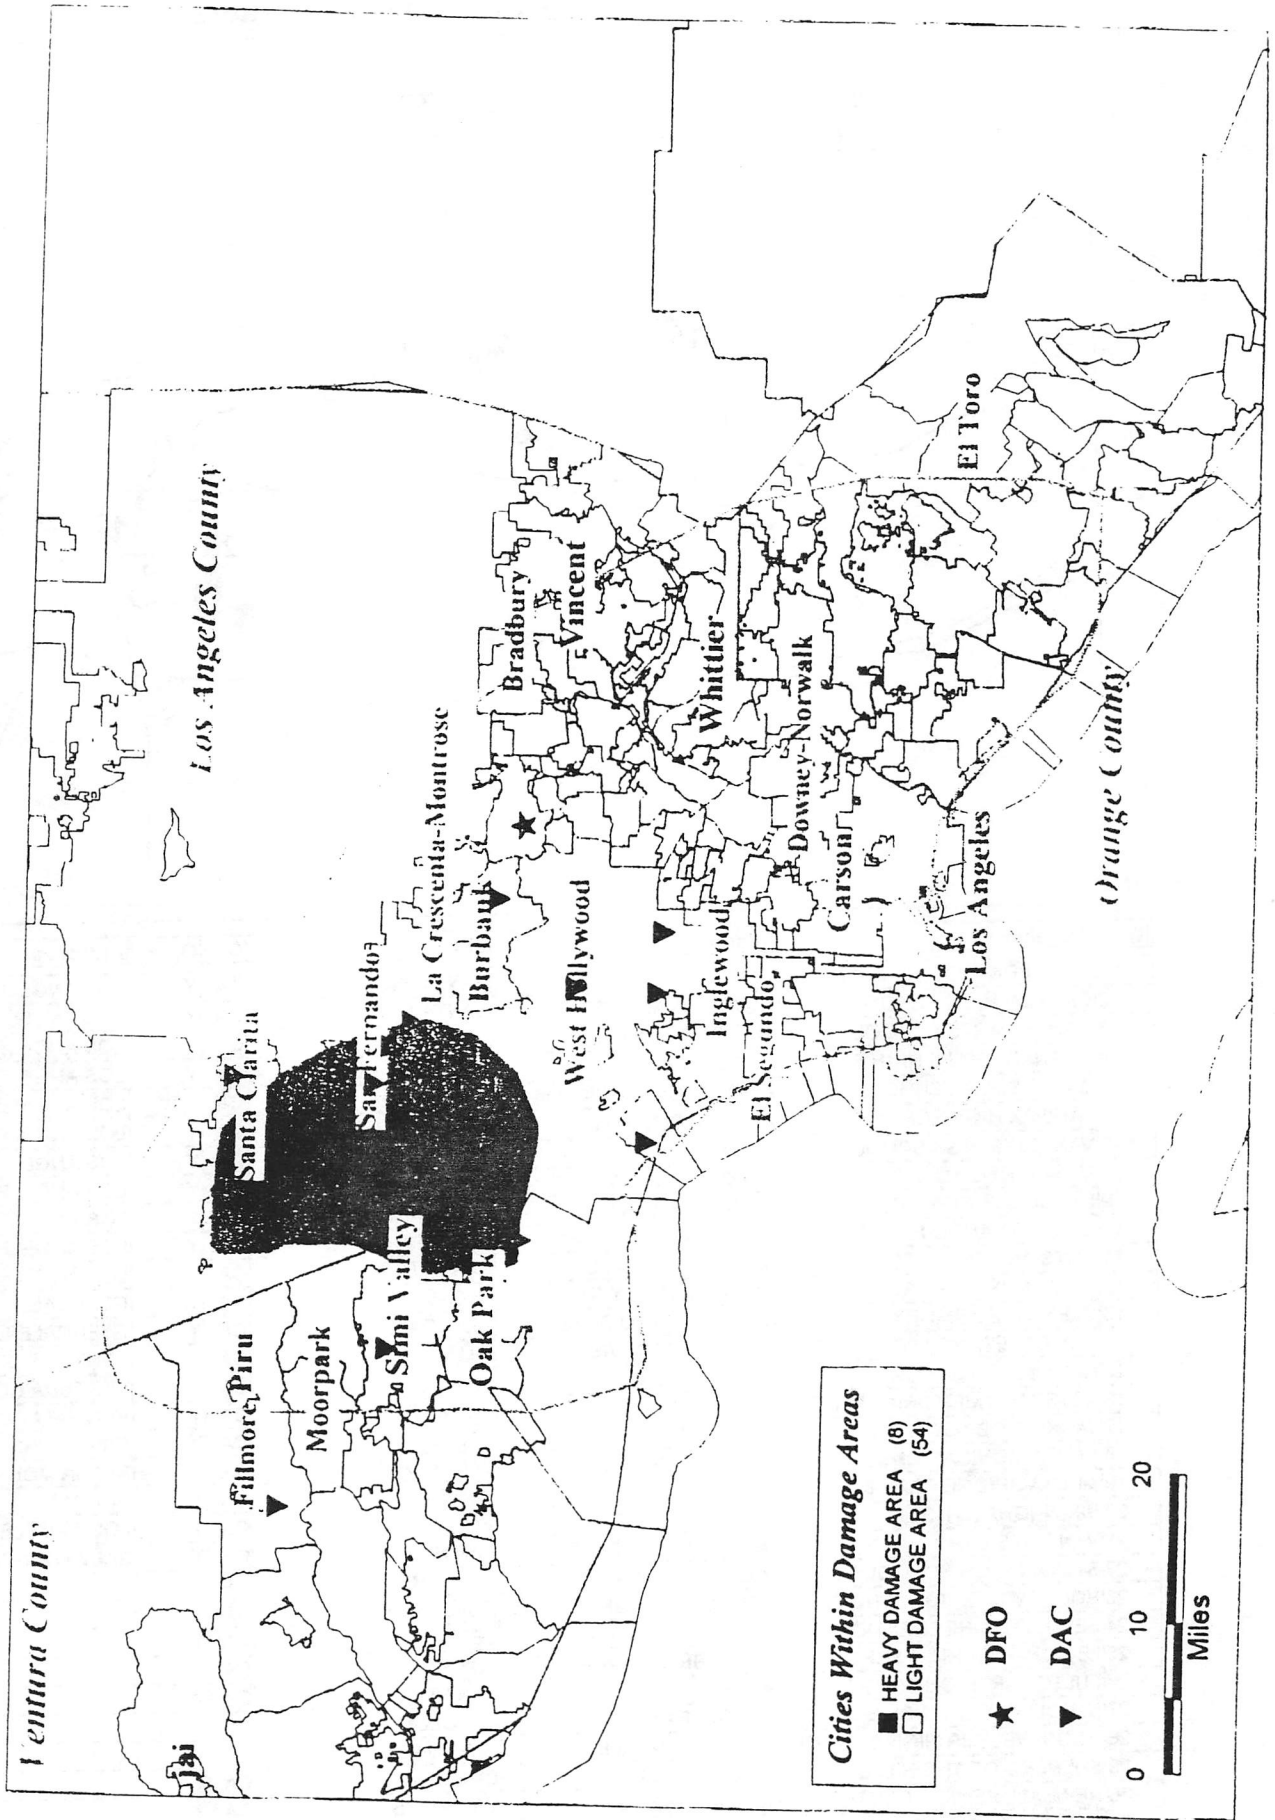 Ventura County
Los Angeles County
jai
Fillmore
Piru
Santa Clarita
Moorpark
San Fernando
Simi Valley
La Crescenta-Montrose
Oak Park
Burbank
Bradbury
West Hollywood
Vincent
Inglewood
Whittier
El Segundo
Downey-Norwalk
Carson
El Toro
Los Angeles
Orange County
Cities Within Damage Areas
HEAVY DAMAGE AREA (8)
LIGHT DAMAGE AREA (54)
DFO
DAC
0 10 20
Miles